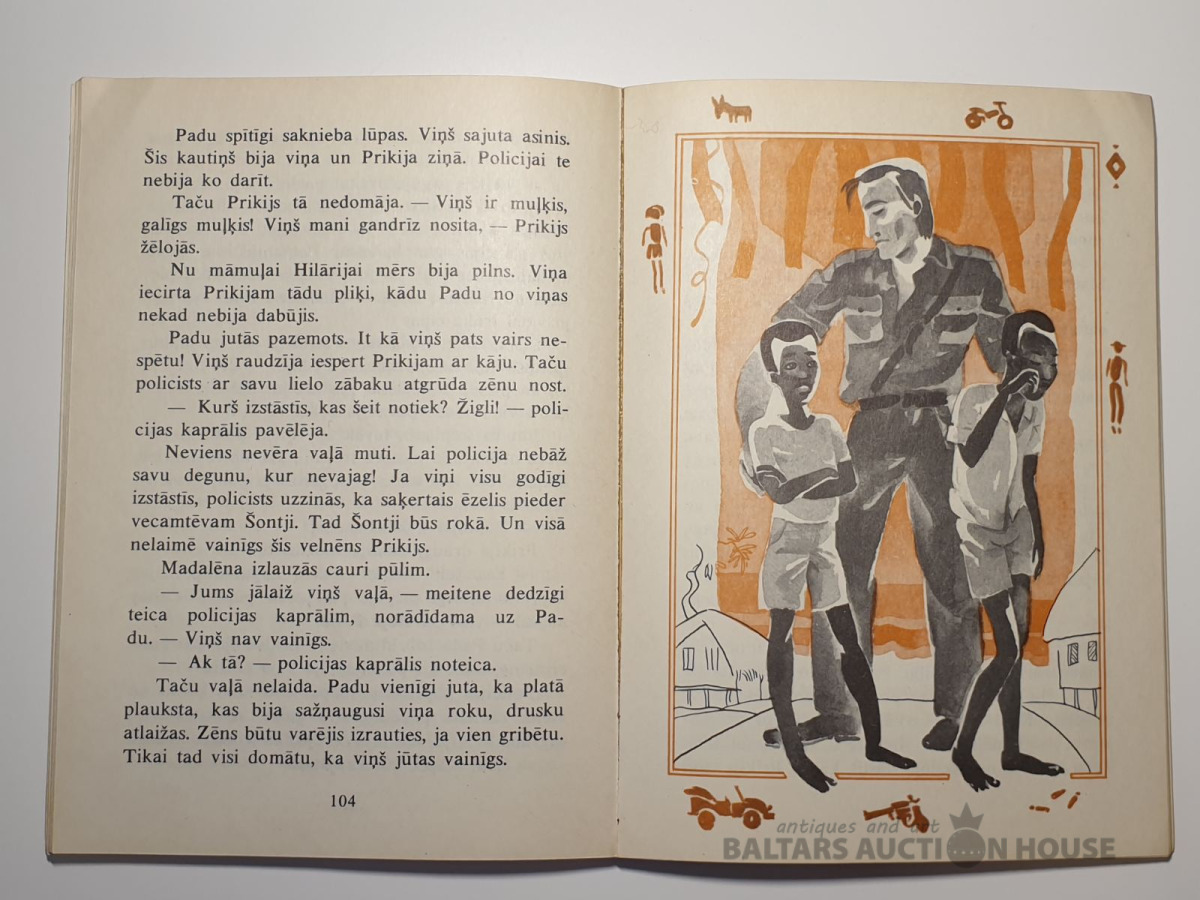 Padu spītīgi saknieba lūpas. Viņš sajuta asinis.
Šis kautiņš bija viņa un Prikija ziņā. Policijai te
nebija ko darīt.
Taču Prikijs tā nedomāja. — Viņš ir muļķis,
galīgs muļķis! Viņš mani gandrīz nosita, — Prikijs
žēlojās.
Nu māmuļai Hilārijai mērs bija pilns. Viņa
iecirta Prikijam tādu pliķi, kādu Padu no viņas
nekad nebija dabūjis.
Padu jutās pazemots. It kā viņš pats vairs ne-
spētu! Viņš raudzīja iespert Prikijam ar kāju. Taču
policists ar savu lielo zābaku atgrūda zēnu nost.
— Kurš izstāstīs, kas šeit notiek? Žigli! — poli-
cijas kaprālis pavēlēja.
Neviens nevēra vaļā muti. Lai policija nebāž
savu degunu, kur nevajag! Ja viņi visu godīgi
izstāstīs, policists uzzinās, ka saķertais ēzelis pieder
vecamtēvam Šontji. Tad Šontji būs rokā. Un visā
nelaimē vainīgs šis velnēns Prikijs.
Madalēna izlauzās cauri pūlim.
— Jums jālaiž viņš vaļā, — meitene dedzīgi
teica policijas kaprālim, norādīdama uz Pa-
du. — Viņš nav vainīgs.
— Ak tā? — policijas kaprālis noteica.
Taču vaļā nelaida. Padu vienīgi juta, ka platā
plauksta, kas bija sažņaugusi viņa roku, drusku
atlaižas. Zēns būtu varējis izrauties, ja vien gribētu.
Tikai tad visi domātu, ka viņš jūtas vainīgs.
104
antiques and art
BALTARS AUCTION HOUSE